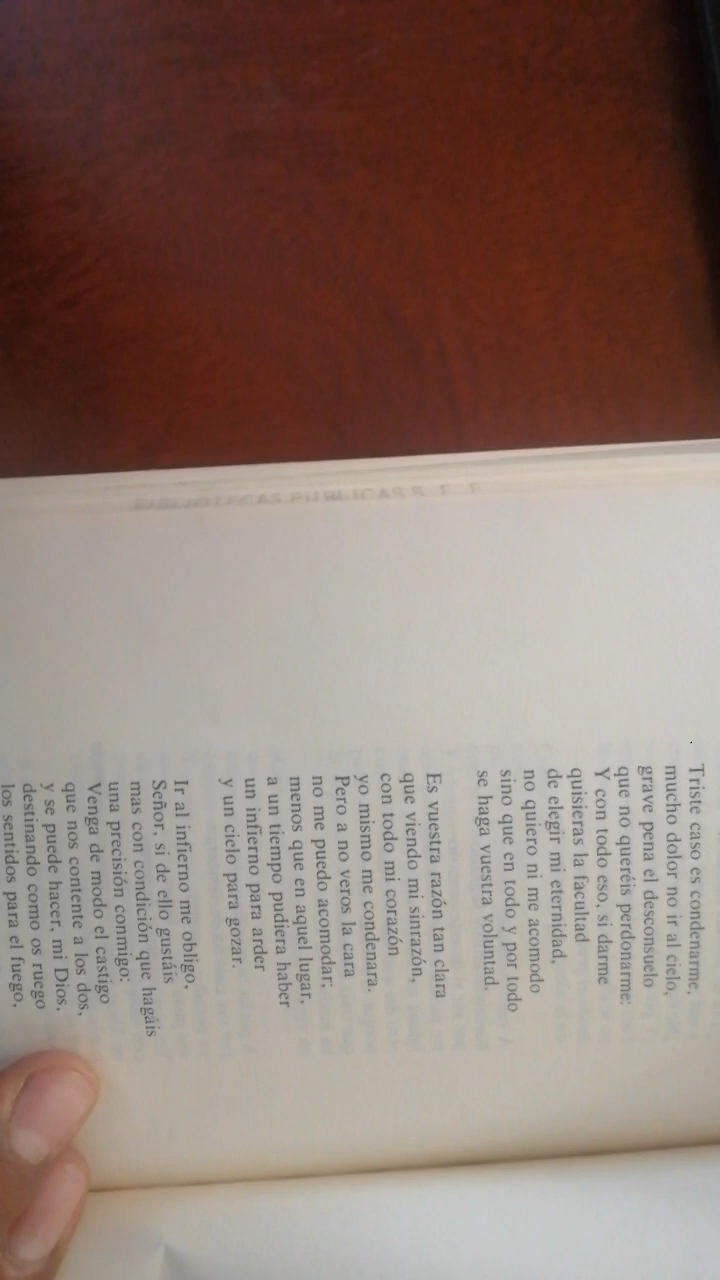 Triste caso es condenarme,
mucho dolor no ir al cielo,
grave pena el desconsuelo
que no queréis perdonarme;
Y con todo eso, si darme
quisieras la facultad
de elegir mi eternidad,
no quiero ni me acomodo
sino que en todo y por todo
se haga vuestra voluntad.
Es vuestra razón tan clara
que viendo mi sinrazón,
con todo mi corazón
yo mismo me condenara.
Pero a no veros la cara
no me puedo acomodar;
menos que en aquel lugar,
a un tiempo pudiera haber
un infierno para arder
y un cielo para gozar.
Ir al infierno me obligo,
Señor, si de ello gustáis
mas con condición que hagáis
una precisión conmigo:
Venga de modo el castigo
que nos contente a los dos,
y se puede hacer, mi Dios,
destinando como os ruego
los sentidos para el fuego,
BIBLIOTECAS PUBLICAS S. E. P.